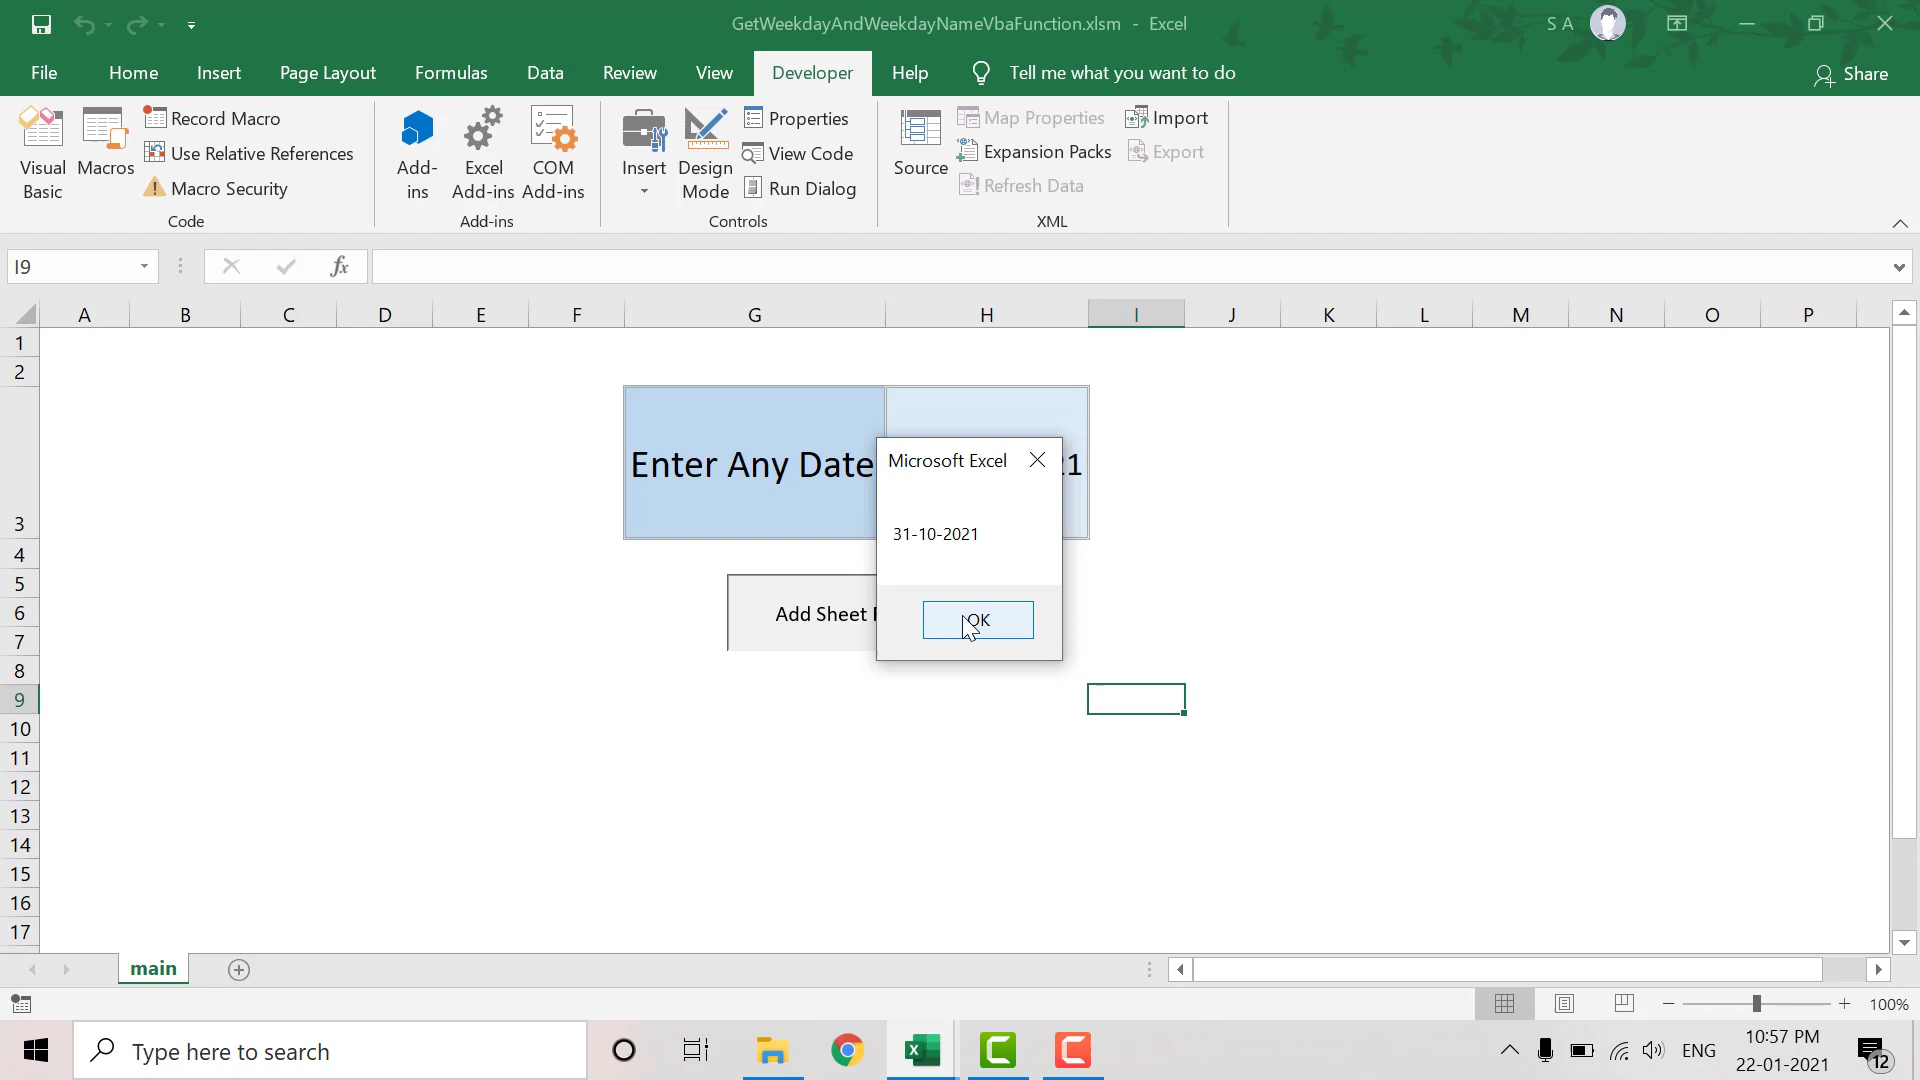 GetWeekdayAndWeekdayNameVbaFunction.xlsm - Excel
S A
File Home Insert Page Layout Formulas Data Review View Developer Help Tell me what you want to do Share
Visual Basic
Macros
Record Macro
Use Relative References
Macro Security
Code
Add-ins
Excel Add-ins
COM Add-ins
Add-ins
Insert
Design Mode
Properties
View Code
Run Dialog
Controls
Source
Map Properties
Expansion Packs
Refresh Data
Import
Export
XML
I9
fx
A B C D E F G H I J K L M N O P
1
2
3
4
5
6
7
8
9
10
11
12
13
14
15
16
17
Enter Any Date
Microsoft Excel
31-10-2021
OK
Add Sheet
main
100%
Type here to search
ENG
10:57 PM
22-01-2021
12